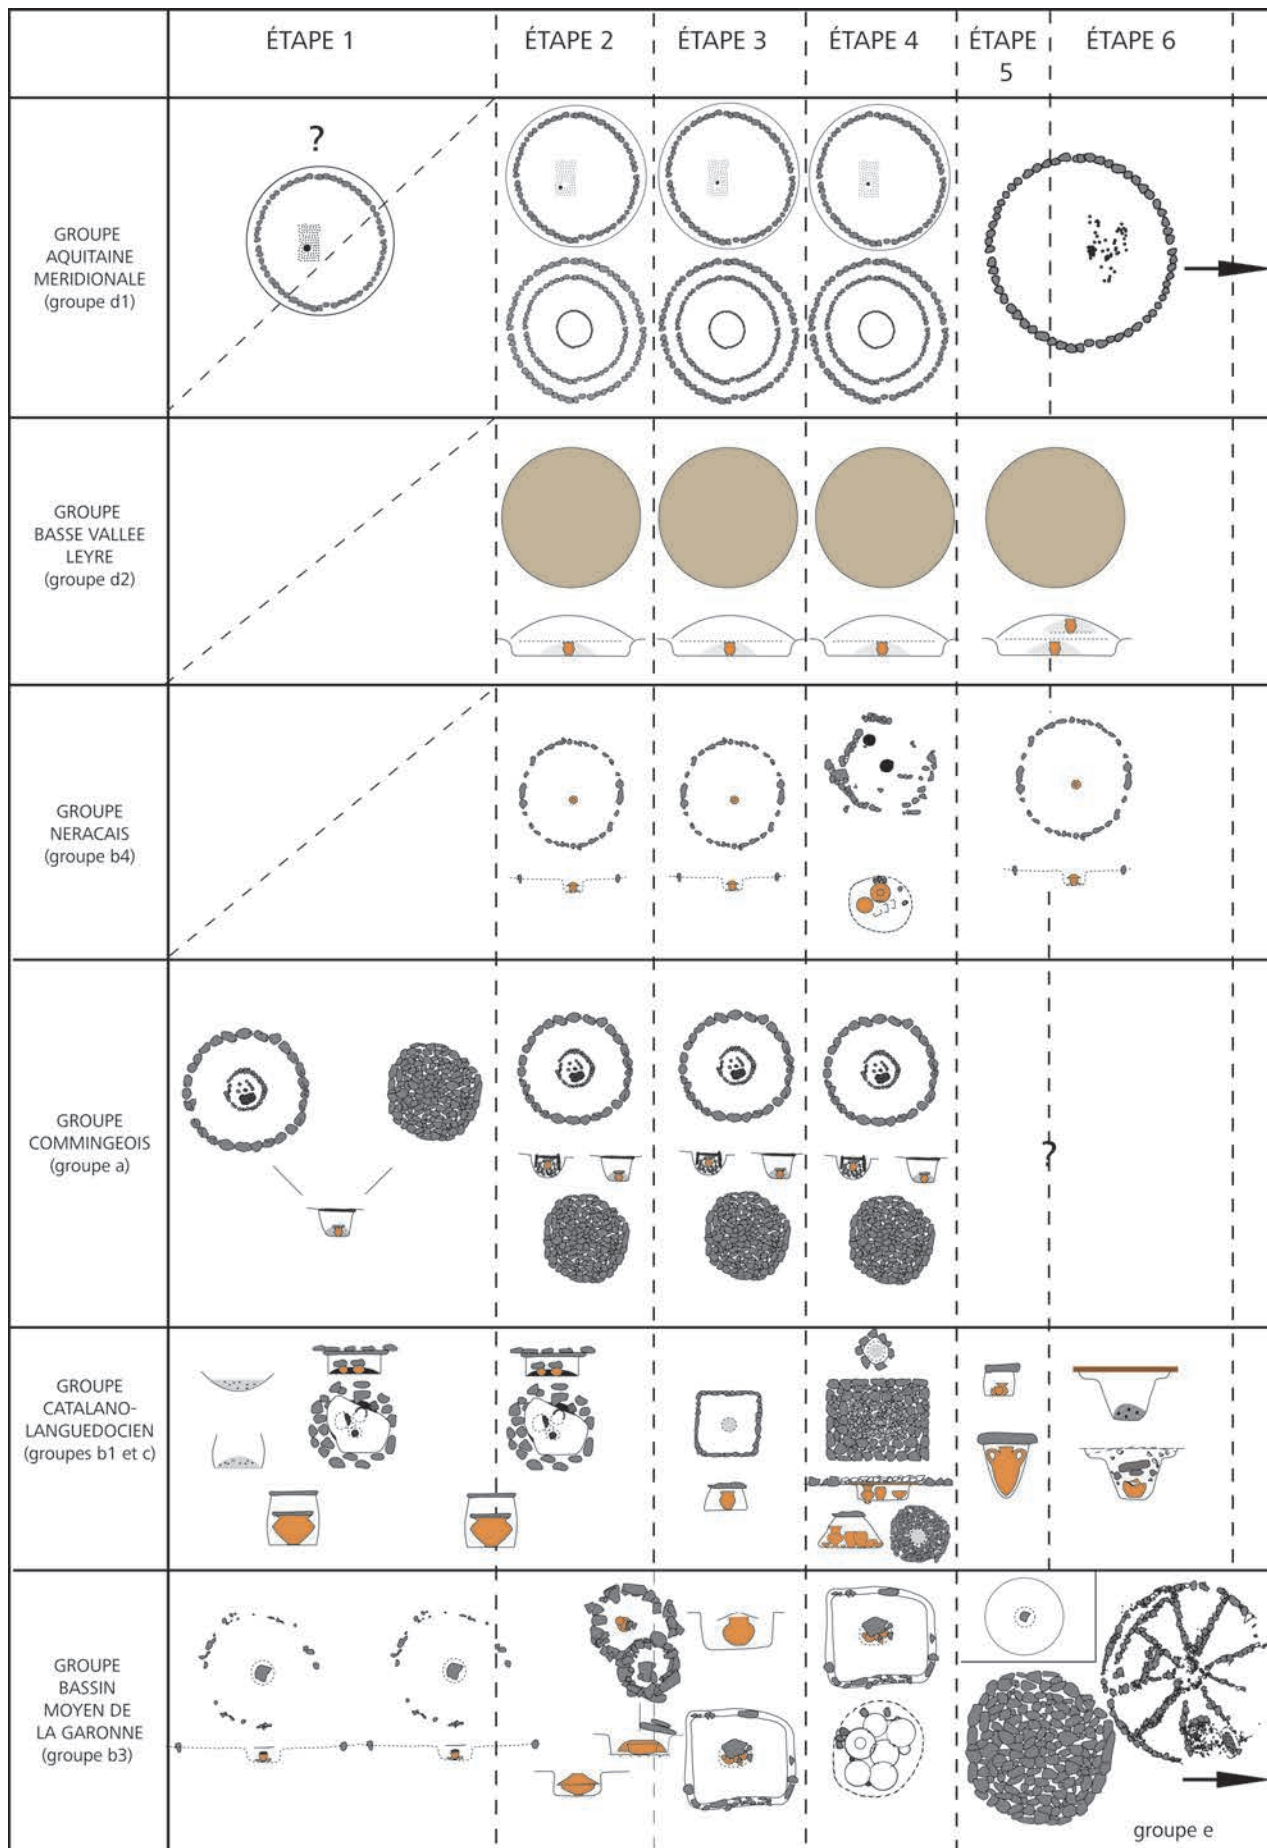 ÉTAPE 1
ÉTAPE 2
ÉTAPE 3
ÉTAPE 4
ÉTAPE
5
ÉTAPE 6
GROUPE
AQUITAINE
MERIDIONALE
(groupe d1)
?
GROUPE
BASSE VALLEE
LEYRE
(groupe d2)
GROUPE
NERACAIS
(groupe b4)
GROUPE
COMMINGEOIS
(groupe a)
?
GROUPE
CATALANO-
LANGUEDOCIEN
(groupes b1 et c)
GROUPE
BASSIN
MOYEN DE
LA GARONNE
(groupe b3)
groupe e